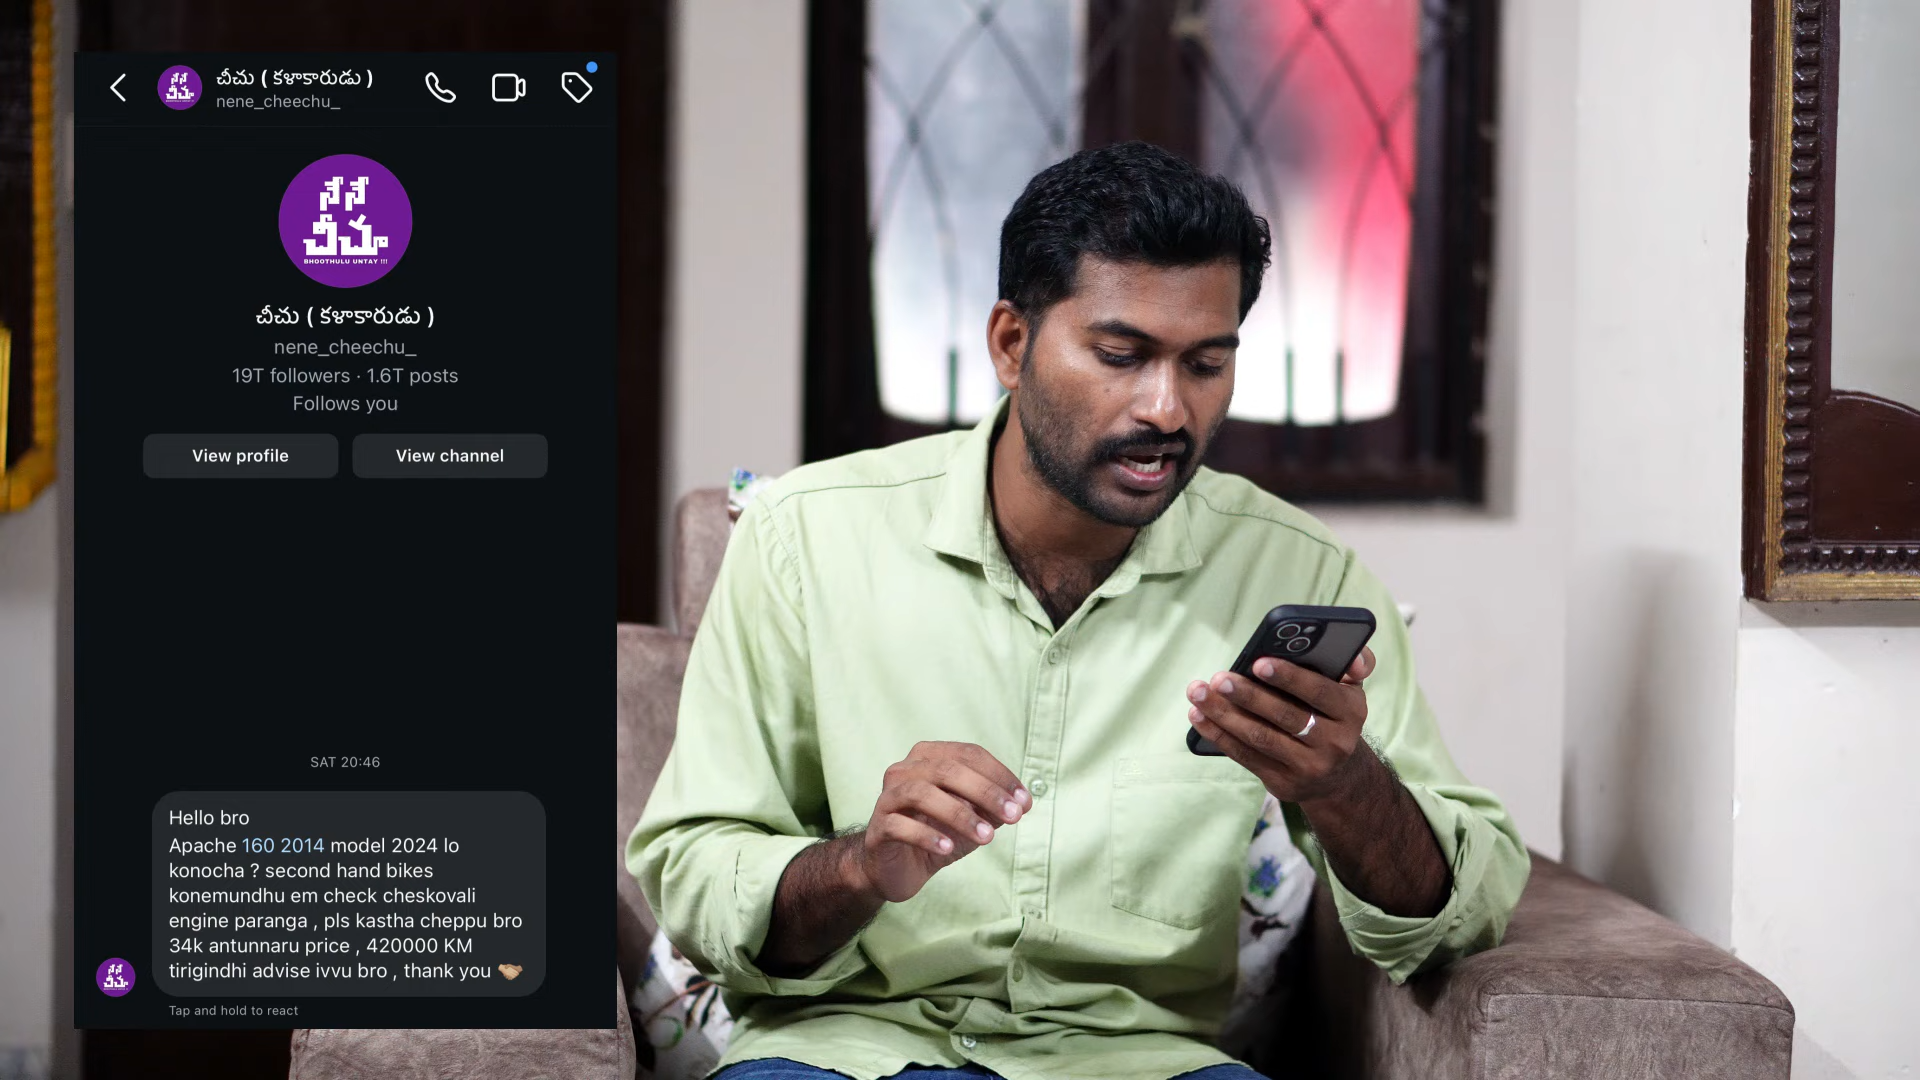 చీచు ( కళాకారుడు )
nene_cheechu_
నేనే
చీచూ
BHOOTHULU UNTAY !!!
చీచు ( కళాకారుడు )
nene_cheechu_
19T followers · 1.6T posts
Follows you
View profile
View channel
SAT 20:46
Hello bro
Apache 160 2014 model 2024 lo
konocha ? second hand bikes
konemundhu em check cheskovali
engine paranga , pls kastha cheppu bro
34k antunnaru price , 420000 KM
tirigindhi advise ivvu bro , thank you 🤝🏼
Tap and hold to react